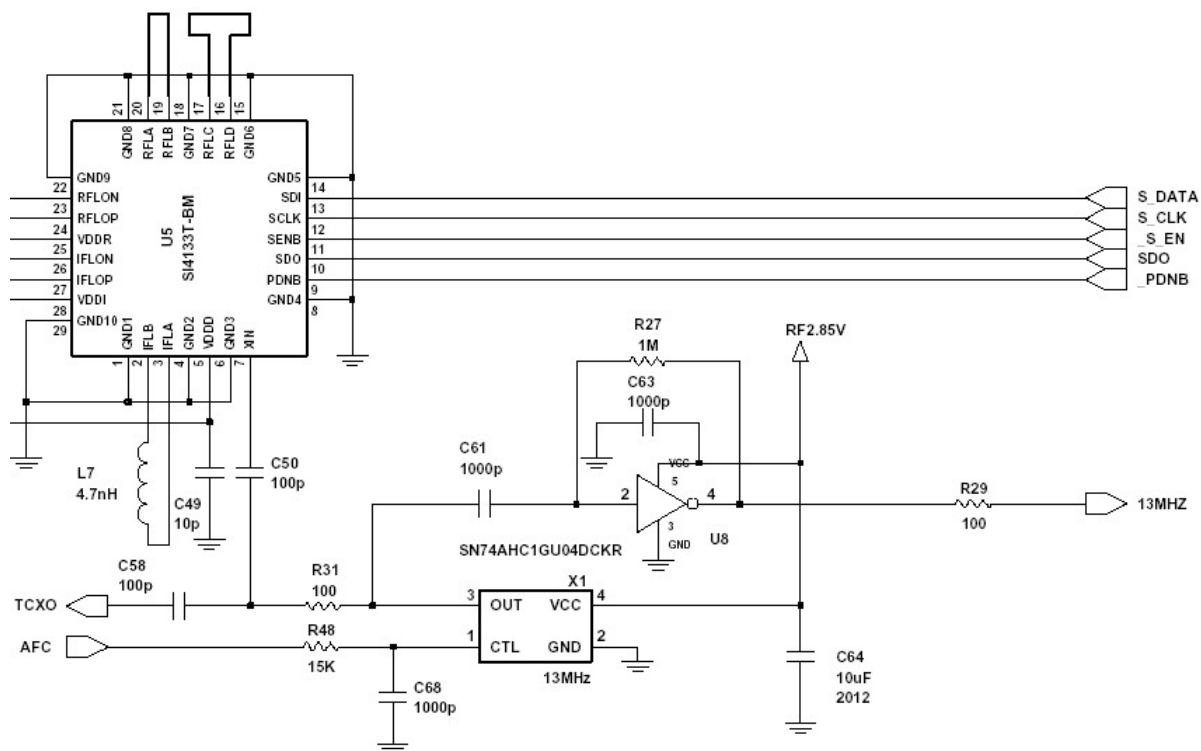 21
20
19
18
17
16
15
GND8
RFLA
RFLB
GND7
RFLC
RFLD
GND6
GND9
22
RFLON
23
RFLOP
24
VDDR
25
IFLON
26
IFLOP
27
VDDI
28
GND10
29
U5
SI4133T-BM
GND5
14
SDI
13
SCLK
12
SENB
11
SDO
10
PDNB
9
GND4
8
GND1
IFLB
IFLA
GND2
VDDD
GND3
XIN
1
2
3
4
5
6
7
S_DATA
S_CLK
_S_EN
SDO
_PDNB
R27
1M
RF2.85V
C63
1000p
C61
1000p
VCC
5
2
4
3
GND
U8
SN74AHC1GU04DCKR
R29
100
13MHZ
L7
4.7nH
C49
10p
C50
100p
C58
100p
TCXO
R31
100
AFC
R48
15K
C68
1000p
X1
3
OUT
VCC
4
1
CTL
GND
2
13MHz
C64
10uF
2012